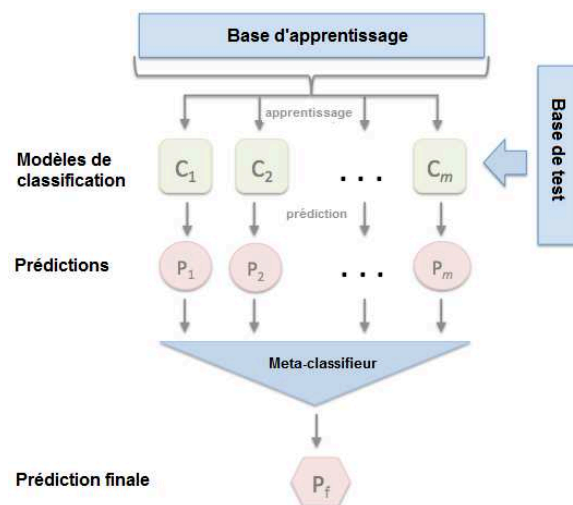 Base d'apprentissage
apprentissage
Base de test
Modèles de
classification
C1 C2 . . . Cm
prédiction
Prédictions
P1 P2 . . . Pm
Meta-classifieur
Prédiction finale
Pf